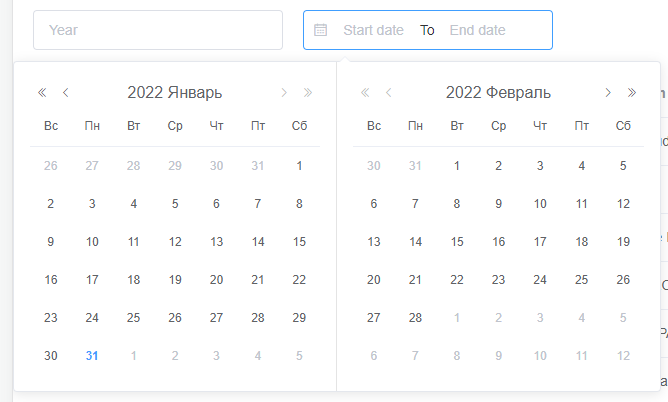 Year
Start date To End date
2022 Январь
Вс Пн Вт Ср Чт Пт Сб
26 27 28 29 30 31 1
2 3 4 5 6 7 8
9 10 11 12 13 14 15
16 17 18 19 20 21 22
23 24 25 26 27 28 29
30 31 1 2 3 4 5
2022 Февраль
Вс Пн Вт Ср Чт Пт Сб
30 31 1 2 3 4 5
6 7 8 9 10 11 12
13 14 15 16 17 18 19
20 21 22 23 24 25 26
27 28 1 2 3 4 5
6 7 8 9 10 11 12